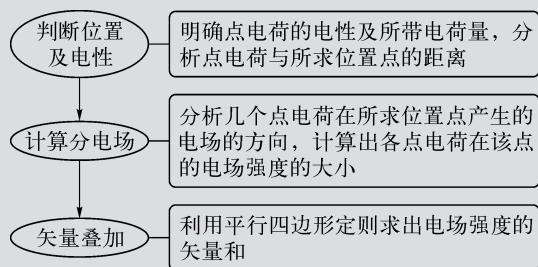 判断位置
及电性
明确点电荷的电性及所带电荷量，分
析点电荷与所求位置点的距离
计算分电场
分析几个点电荷在所求位置点产生的
电场的方向，计算出各点电荷在该点
的电场强度的大小
矢量叠加
利用平行四边形定则求出电场强度的
矢量和